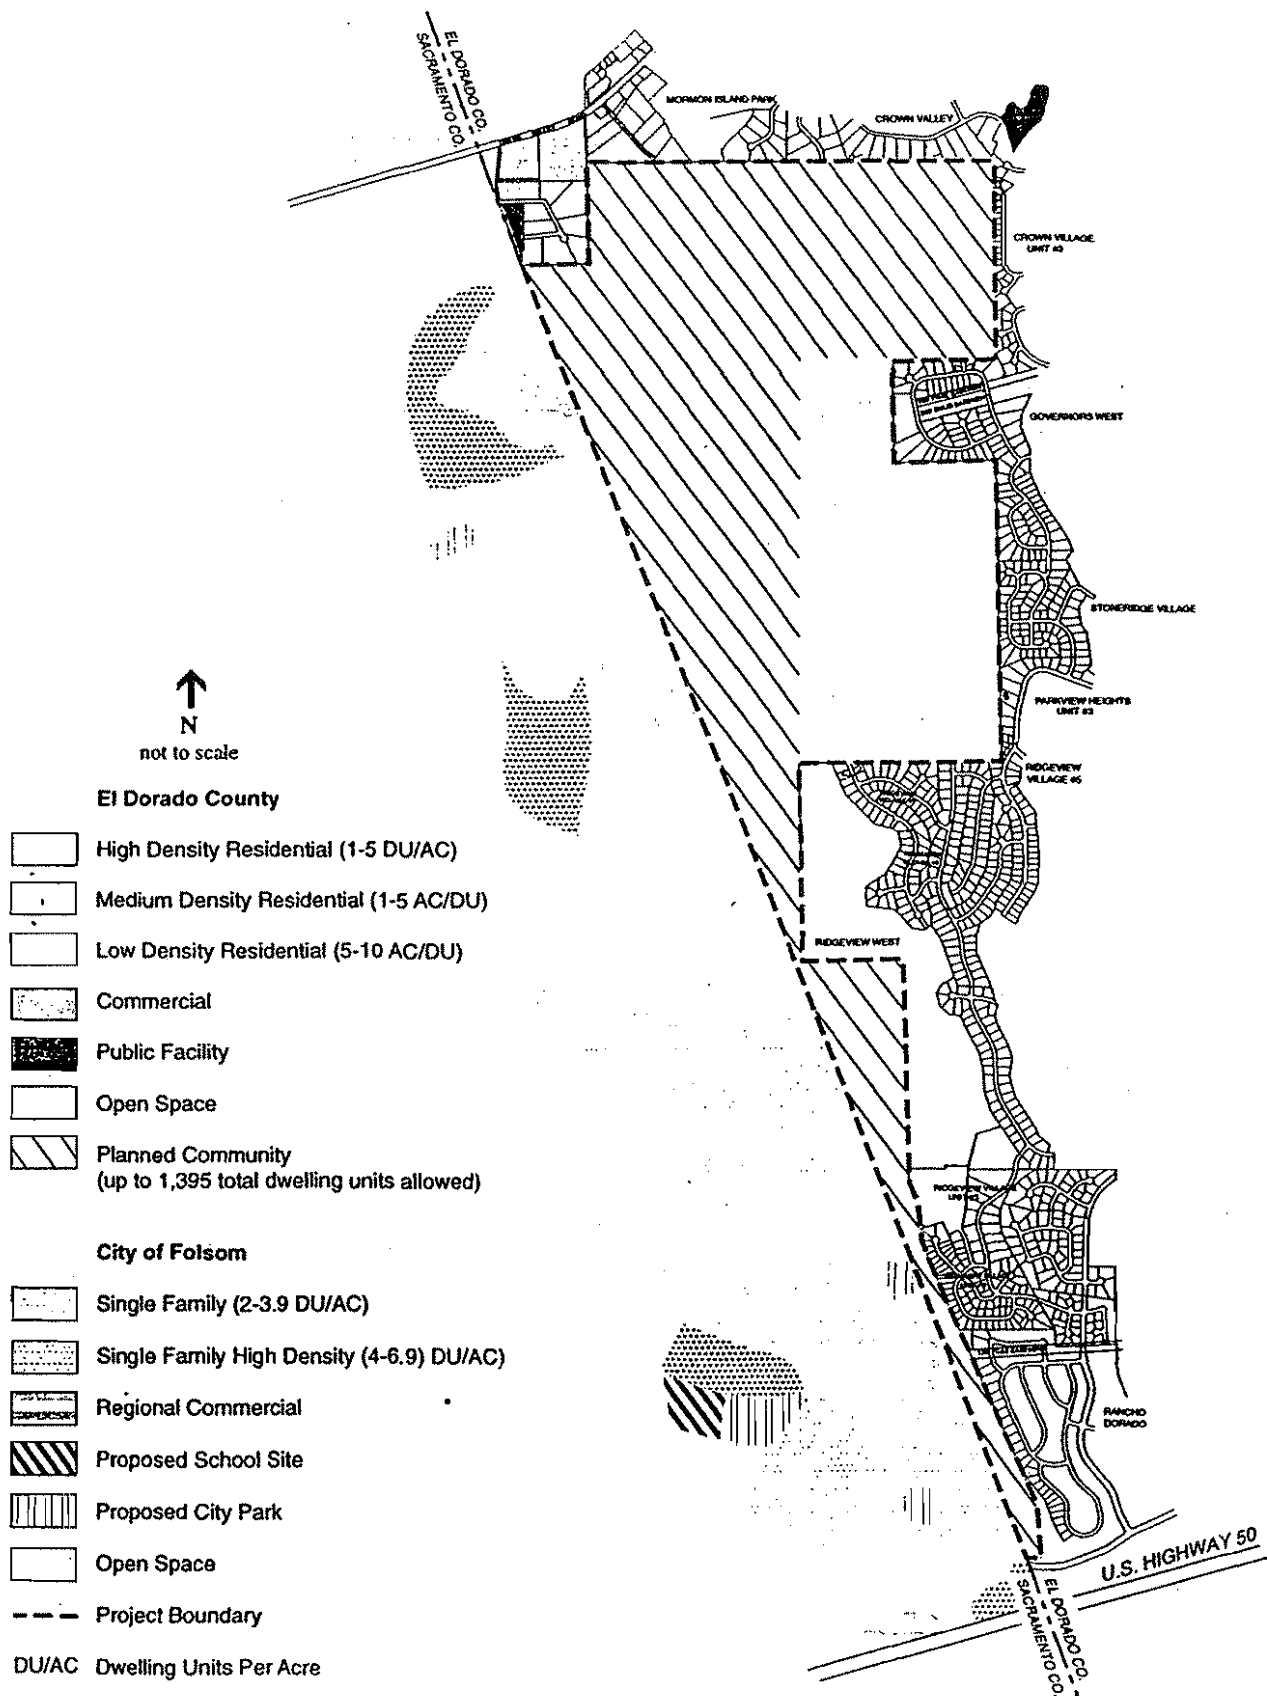 EL DORADO CO.
SACRAMENTO CO.
MORMON ISLAND PARK
CROWN VALLEY
CROWN VILLAGE
UNIT #3
GOVERNORS WEST
STONERIDGE VILLAGE
PARKVIEW HEIGHTS
UNIT #3
RIDGEVIEW
VILLAGE #5
RIDGEVIEW WEST
RIDGEVIEW VILLAGE
RANCHO
DORADO
U.S. HIGHWAY 50
EL DORADO CO.
SACRAMENTO CO.
N
not to scale
El Dorado County
High Density Residential (1-5 DU/AC)
Medium Density Residential (1-5 AC/DU)
Low Density Residential (5-10 AC/DU)
Commercial
Public Facility
Open Space
Planned Community
(up to 1,395 total dwelling units allowed)
City of Folsom
Single Family (2-3.9 DU/AC)
Single Family High Density (4-6.9) DU/AC)
Regional Commercial
Proposed School Site
Proposed City Park
Open Space
Project Boundary
DU/AC Dwelling Units Per Acre